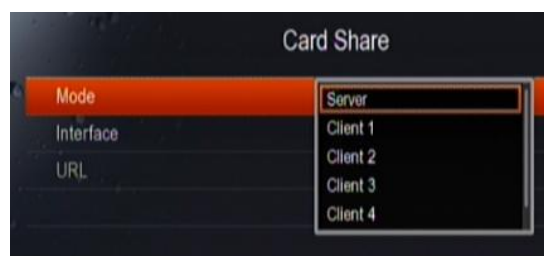 Card Share
Mode
Server
Interface
Client 1
Client 2
URL
Client 3
Client 4